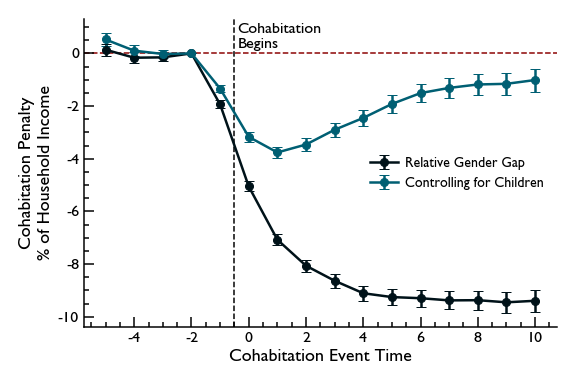 Cohabitation
Begins
0
-2
-4
-6
-8
-10
Cohabitation Penalty
% of Household Income
Relative Gender Gap
Controlling for Children
-4
-2
0
2
4
6
8
10
Cohabitation Event Time